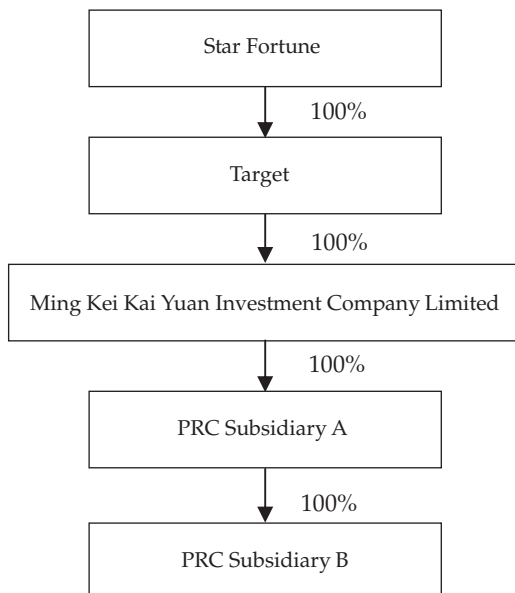 Star Fortune
100%
Target
100%
Ming Kei Kai Yuan Investment Company Limited
100%
PRC Subsidiary A
100%
PRC Subsidiary B